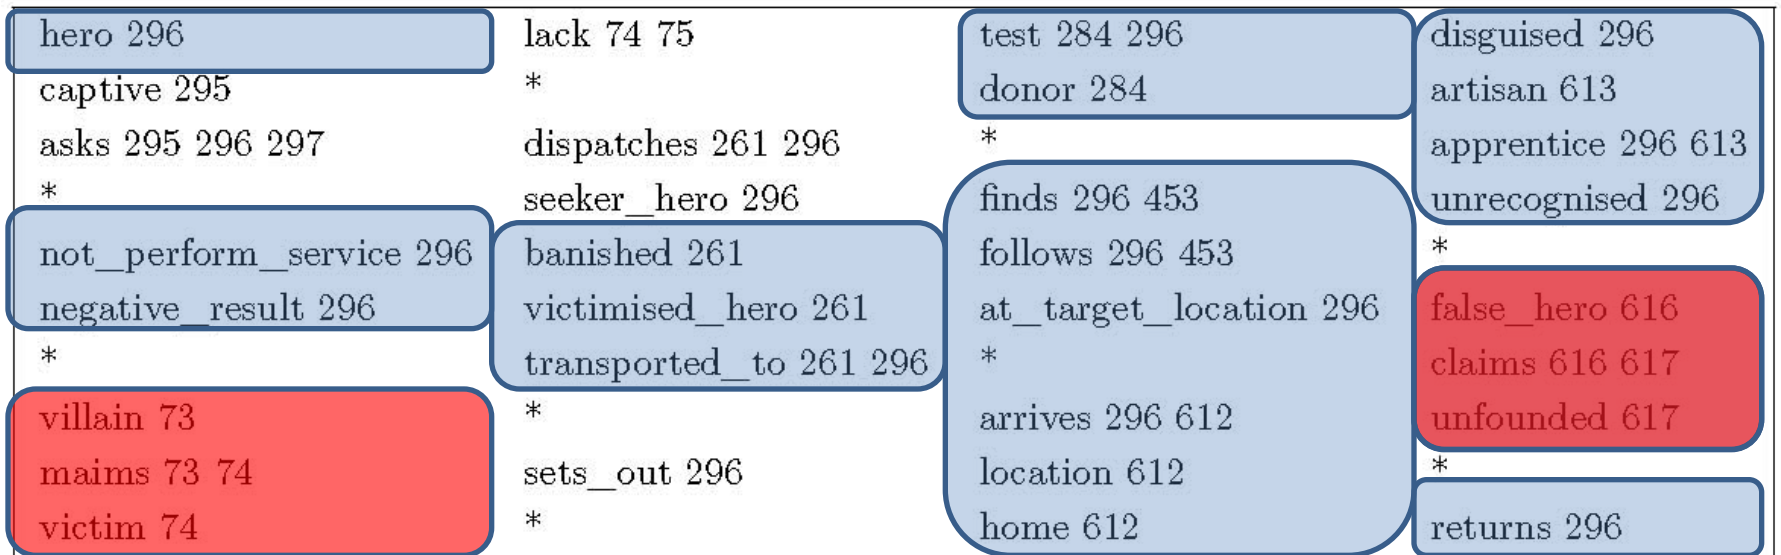 hero 296
captive 295
asks 295 296 297
*
not_perform_service 296
negative_result 296
*
villain 73
maims 73 74
victim 74
lack 74 75
*
dispatches 261 296
seeker_hero 296
banished 261
victimised_hero 261
transported_to 261 296
*
sets_out 296
*
test 284 296
donor 284
*
finds 296 453
follows 296 453
at_target_location 296
*
arrives 296 612
location 612
home 612
disguised 296
artisan 613
apprentice 296 613
unrecognised 296
*
false_hero 616
claims 616 617
unfounded 617
*
returns 296